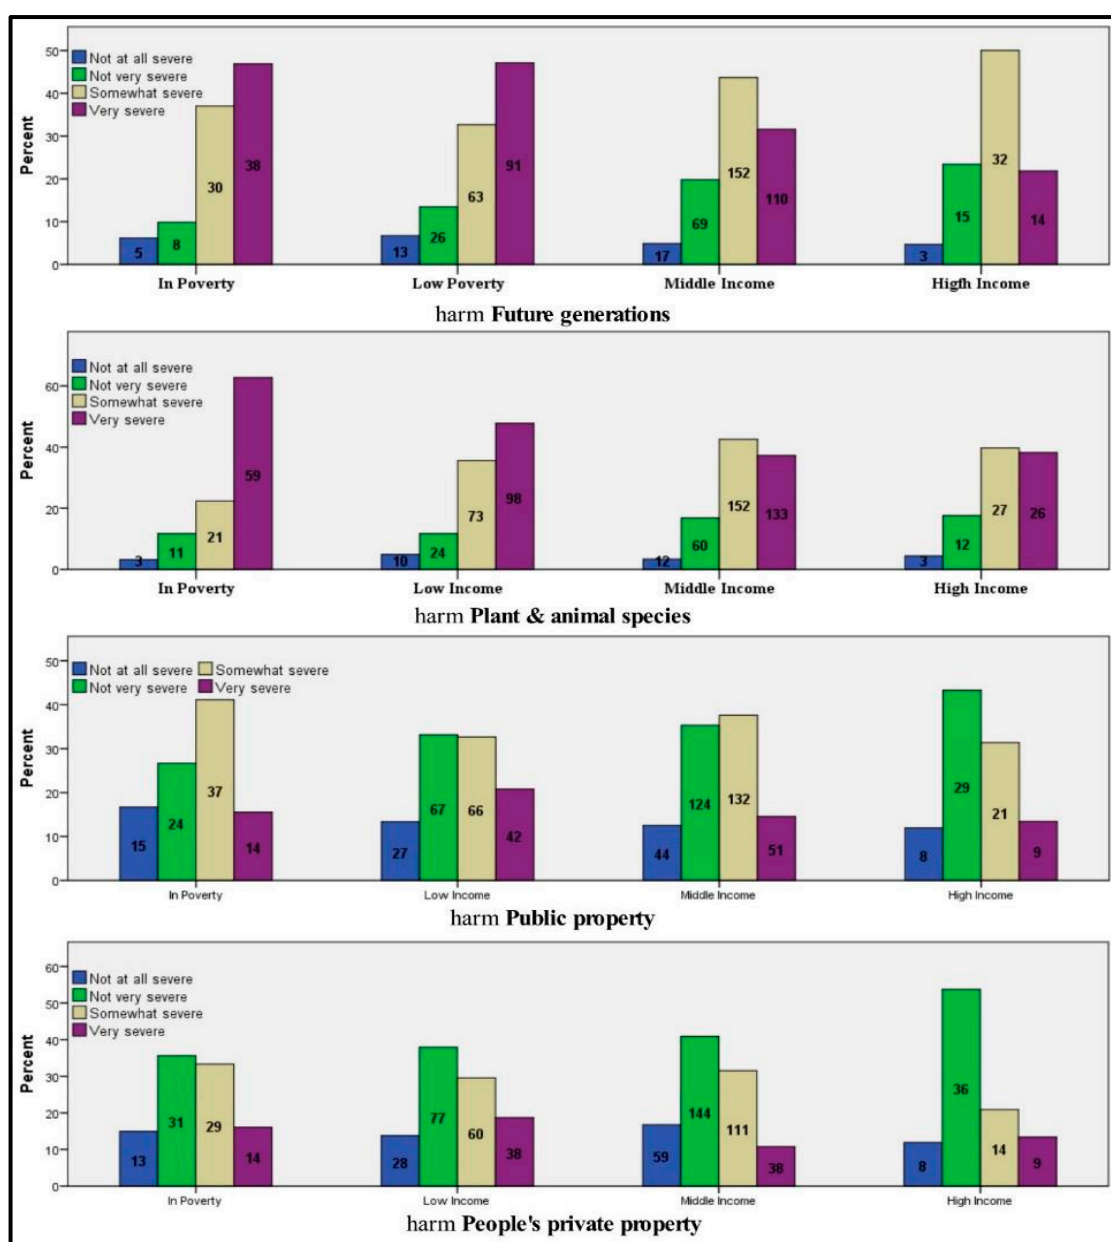 50
Not at all severe
Not very severe
40
Somewhat severe
Very severe
30
Percent
20
10
0
5 8 30 38 13 26 63 91 17 69 152 110 3 15 32 14
In Poverty Low Poverty Middle Income Higfh Income
harm Future generations
Not at all severe
60
Not very severe
Somewhat severe
Very severe
40
Percent
20
0
3 11 21 59 10 24 73 98 12 60 152 133 3 12 27 26
In Poverty Low Income Middle Income High Income
harm Plant & animal species
50
Not at all severe Somewhat severe
Not very severe Very severe
40
30
Percent
20
10
0
15 24 37 14 27 67 66 42 44 124 132 51 8 29 21 9
In Poverty Low Income Middle Income High Income
harm Public property
60
Not at all severe
Not very severe
50
Somewhat severe
Very severe
40
Percent
30
20
10
0
13 31 29 14 28 77 60 38 59 144 111 38 8 36 14 9
In Poverty Low Income Middle Income High Income
harm People's private property